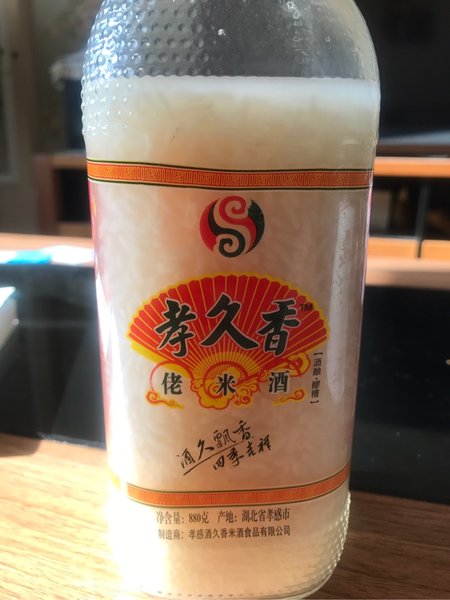 孝久香
TM
佬米酒
【酒酿·醪糟】
酒久飘香
四季吉祥
净含量：880克 产地：湖北省孝感市
制造商：孝感酒久香米酒食品有限公司